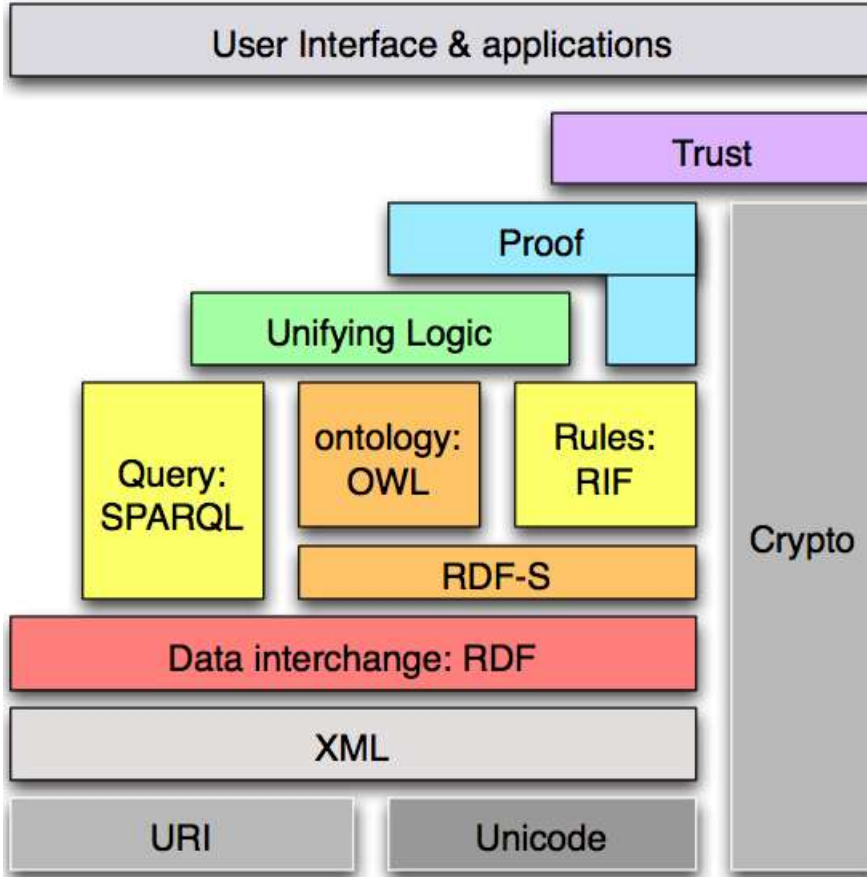 User Interface & applications
Trust
Proof
Unifying Logic
ontology:
OWL
Rules:
RIF
Query:
SPARQL
Crypto
RDF-S
Data interchange: RDF
XML
URI
Unicode